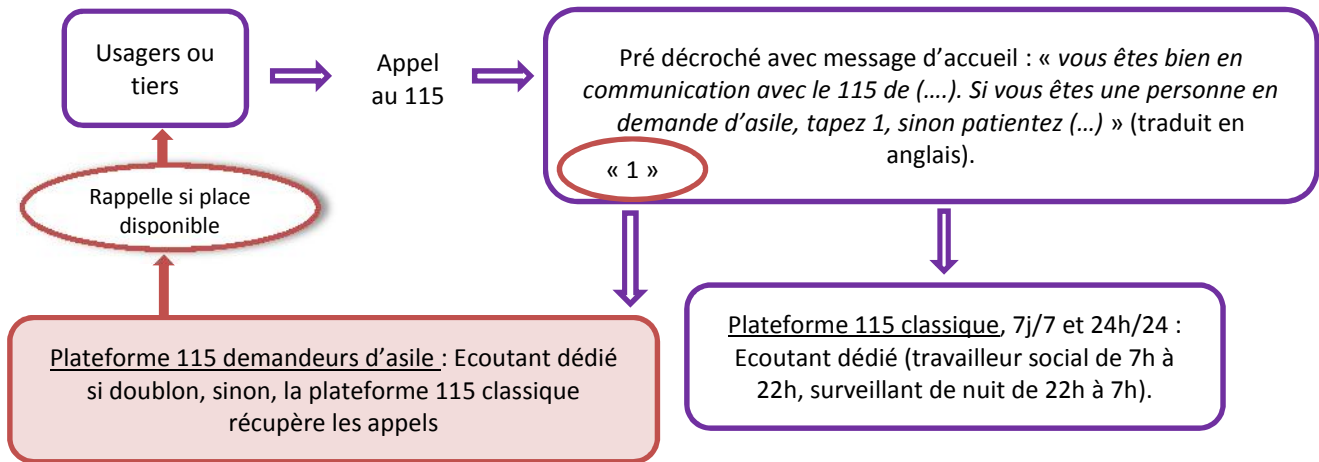 Usagers ou
tiers
Appel
au 115
Pré décroché avec message d’accueil : « vous êtes bien en
communication avec le 115 de (….). Si vous êtes une personne en
demande d’asile, tapez 1, sinon patientez (…) » (traduit en
anglais).
« 1 »
Rappelle si place
disponible
Plateforme 115 demandeurs d’asile : Ecoutant dédié
si doublon, sinon, la plateforme 115 classique
récupère les appels
Plateforme 115 classique, 7j/7 et 24h/24 :
Ecoutant dédié (travailleur social de 7h à
22h, surveillant de nuit de 22h à 7h).